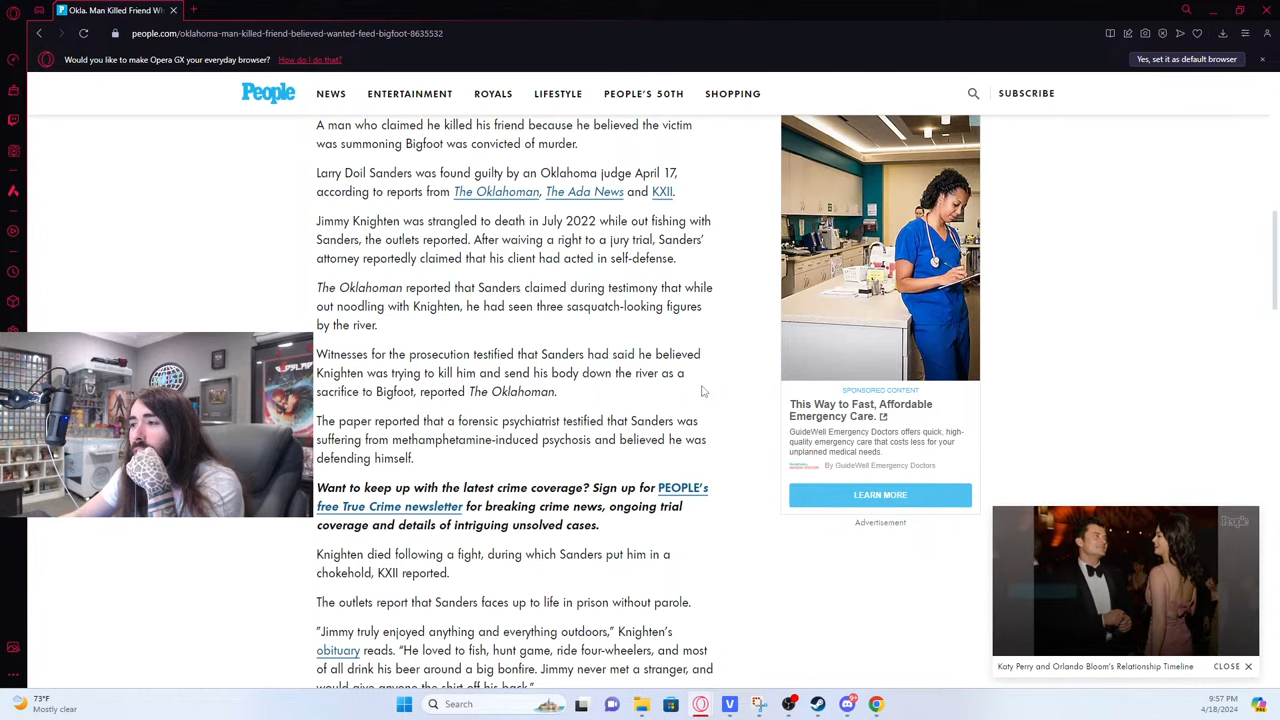 Okla. Man Killed Friend Wh
people.com/oklahoma-man-killed-friend-believed-wanted-feed-bigfoot-8635532
Would you like to make Opera GX your everyday browser? How do I do that?
Yes, set it as default browser
People
NEWS ENTERTAINMENT ROYALS LIFESTYLE PEOPLE'S 50TH SHOPPING
SUBSCRIBE
A man who claimed he killed his friend because he believed the victim
was summoning Bigfoot was convicted of murder.
Larry Doil Sanders was found guilty by an Oklahoma judge April 17,
according to reports from The Oklahoman, The Ada News and KXII.
Jimmy Knighten was strangled to death in July 2022 while out fishing with
Sanders, the outlets reported. After waiving a right to a jury trial, Sanders'
attorney reportedly claimed that his client had acted in self-defense.
The Oklahoman reported that Sanders claimed during testimony that while
out noodling with Knighten, he had seen three sasquatch-looking figures
by the river.
Witnesses for the prosecution testified that Sanders had said he believed
Knighten was trying to kill him and send his body down the river as a
sacrifice to Bigfoot, reported The Oklahoman.
The paper reported that a forensic psychiatrist testified that Sanders was
suffering from methamphetamine-induced psychosis and believed he was
defending himself.
Want to keep up with the latest crime coverage? Sign up for PEOPLE's
free True Crime newsletter for breaking crime news, ongoing trial
coverage and details of intriguing unsolved cases.
Knighten died following a fight, during which Sanders put him in a
chokehold, KXII reported.
The outlets report that Sanders faces up to life in prison without parole.
"Jimmy truly enjoyed anything and everything outdoors," Knighten's
obituary reads. "He loved to fish, hunt game, ride four-wheelers, and most
of all drink his beer around a big bonfire. Jimmy never met a stranger, and
would give anyone the shirt off his back."
SPONSORED CONTENT
This Way to Fast, Affordable
Emergency Care.
GuideWell Emergency Doctors offers quick, high-
quality emergency care that costs less for your
unplanned medical needs.
By GuideWell Emergency Doctors
LEARN MORE
Advertisement
People
Katy Perry and Orlando Bloom's Relationship Timeline
CLOSE
73°F
Mostly clear
Search
9:57 PM
4/18/2024